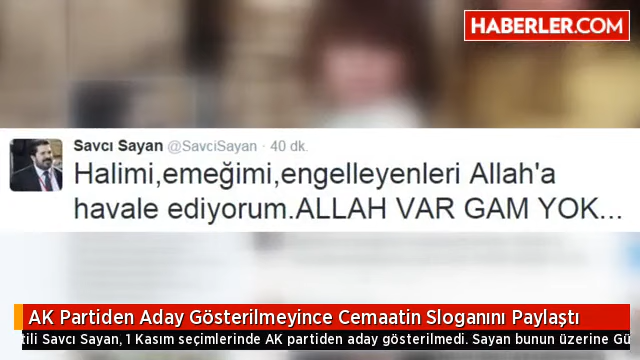 HABERLER.COM
Savcı Sayan @SavciSayan · 40 dk.
Halimi,emeğimi,engelleyenleri Allah'a
havale ediyorum.ALLAH VAR GAM YOK...
AK Partiden Aday Gösterilmeyince Cemaatin Sloganını Paylaştı
Savcı Sayan, 1 Kasım seçimlerinde AK partiden aday gösterilmedi. Sayan bunun üzerine